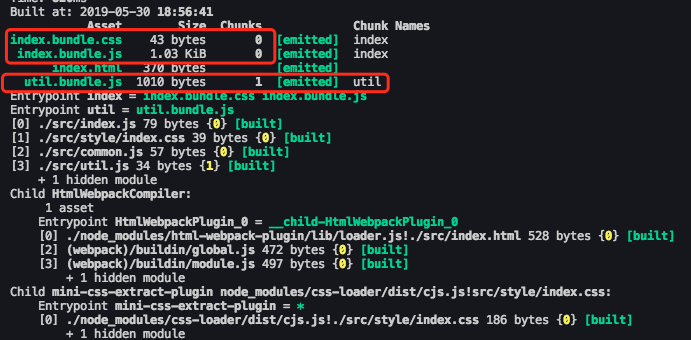 Built at: 2019-05-30 18:56:41
Asset Size Chunks Chunk Names
index.bundle.css 43 bytes 0 [emitted] index
index.bundle.js 1.03 KiB 0 [emitted] index
index.html 370 bytes [emitted]
util.bundle.js 1010 bytes 1 [emitted] util
Entrypoint index = index.bundle.css index.bundle.js
Entrypoint util = util.bundle.js
[0] ./src/index.js 79 bytes {0} [built]
[1] ./src/style/index.css 39 bytes {0} [built]
[2] ./src/common.js 57 bytes {0} [built]
[3] ./src/util.js 34 bytes {1} [built]
+ 1 hidden module
Child HtmlWebpackCompiler:
1 asset
Entrypoint HtmlWebpackPlugin_0 = __child-HtmlWebpackPlugin_0
[0] ./node_modules/html-webpack-plugin/lib/loader.js!./src/index.html 528 bytes {0} [built]
[2] (webpack)/buildin/global.js 472 bytes {0} [built]
[3] (webpack)/buildin/module.js 497 bytes {0} [built]
+ 1 hidden module
Child mini-css-extract-plugin node_modules/css-loader/dist/cjs.js!src/style/index.css:
Entrypoint mini-css-extract-plugin = *
[0] ./node_modules/css-loader/dist/cjs.js!./src/style/index.css 186 bytes {0} [built]
+ 1 hidden module